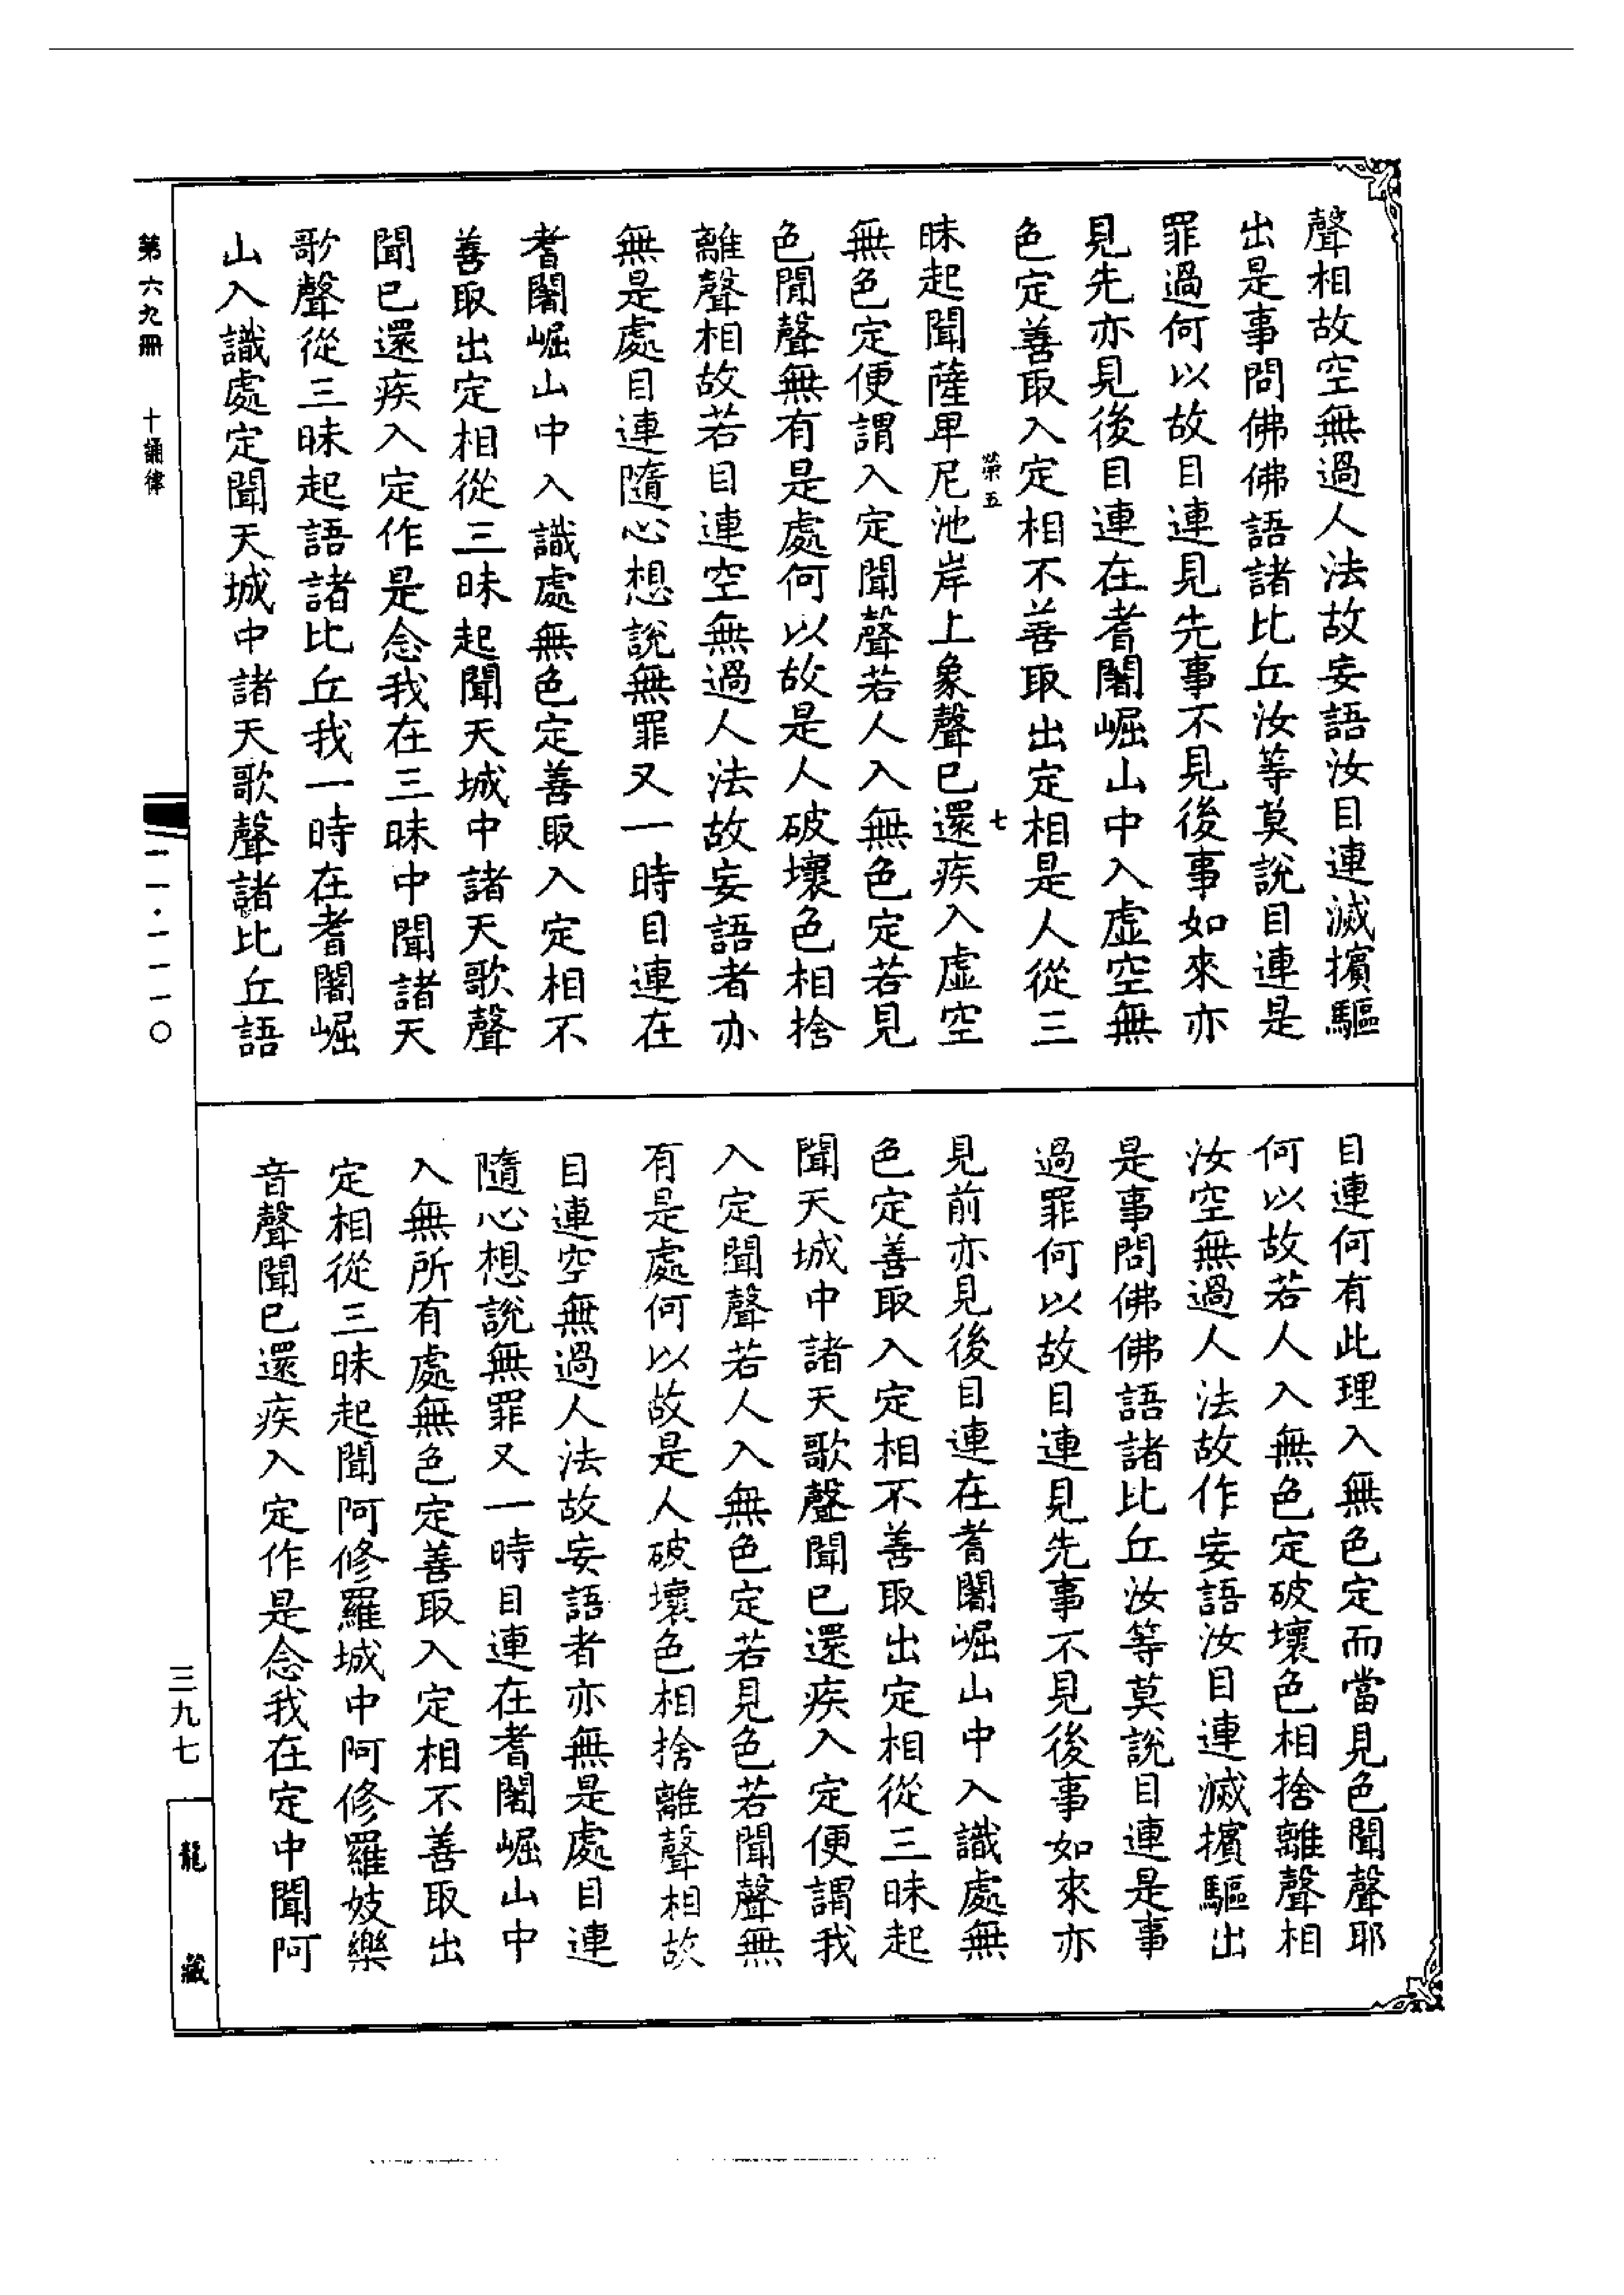 聲相故空無過人法故妄語汝目連滅擯驅
出是事問佛佛語諸比丘汝等莫說目連是
罪過何以故目連見先事不見後事如來亦
見先亦見後目連在耆闍崛山中入虛空無
色定善取入定相不善取出定相是人從三
榮五
七
昧起聞薩卑尼池岸上象聲已還疾入虛空
無色定便謂入定聞聲若人入無色定若見
色聞聲無有是處何以故是人破壞色相捨
離聲相故若目連空無過人法故妄語者亦
無是處目連隨心想說無罪又一時目連在
耆闍崛山中入識處無色定善取入定相不
善取出定相從三昧起聞天城中諸天歌聲
聞已還疾入定作是念我在三昧中聞諸天
歌聲從三昧起語諸比丘我一時在耆闍崛
山入識處定聞天城中諸天歌聲諸比丘語
目連何有此理入無色定而當見色聞聲耶
何以故若人入無色定破壞色相捨離聲相
汝空無過人法故作妄語汝目連滅擯驅出
是事問佛佛語諸比丘汝等莫說目連是事
過罪何以故目連見先事不見後事如來亦
見前亦見後目連在耆闍崛山中入識處無
色定善取入定相不善取出定相從三昧起
聞天城中諸天歌聲聞已還疾入定便謂我
入定聞聲若人入無色定若見色若聞聲無
有是處何以故是人破壞色相捨離聲相故
目連空無過人法故妄語者亦無是處目連
隨心想說無罪又一時目連在耆闍崛山中
入無所有處無色定善取入定相不善取出
定相從三昧起聞阿修羅城中阿修羅妓樂
音聲聞已還疾入定作是念我在定中聞阿
第六九冊 十誦律
一一·一一一〇
三九七
龍藏